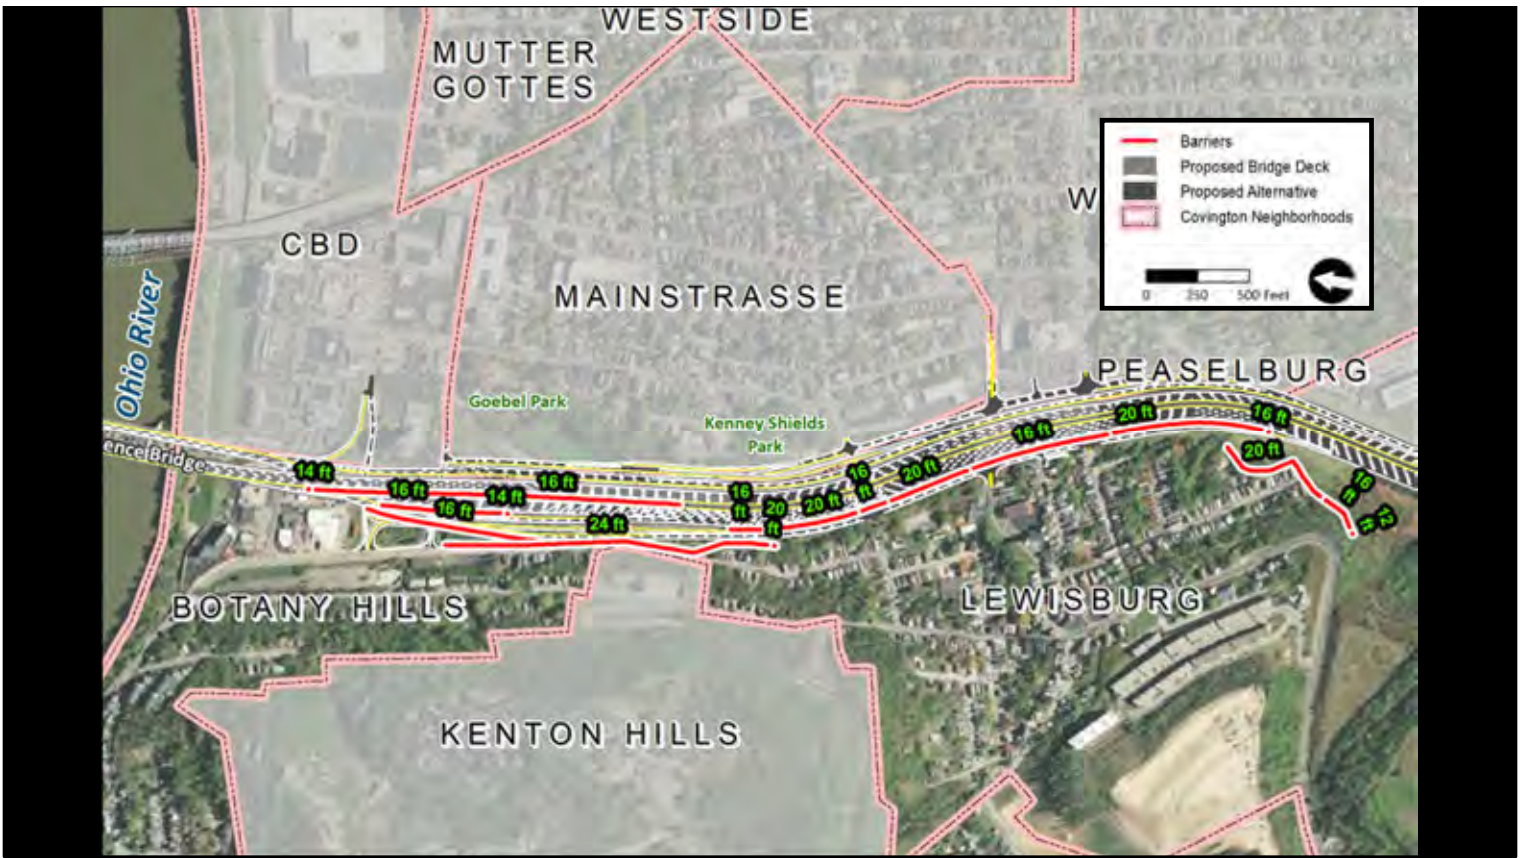 WESTSIDE
MUTTER
GOTTES
Barriers
Proposed Bridge Deck
Proposed Alternative
Covington Neighborhoods
0 250 500 Feet
W
CBD
MAINSTRASSE
Ohio River
PEASELBURG
Goebel Park
Kenney Shields
Park
ence Bridge
14 ft
16 ft
14 ft
16 ft
16 ft
24 ft
16
ft
20
ft
20 ft
16
ft
20 ft
16 ft
20 ft
16 ft
20 ft
16
ft
12
ft
BOTANY HILLS
LEWISBURG
KENTON HILLS